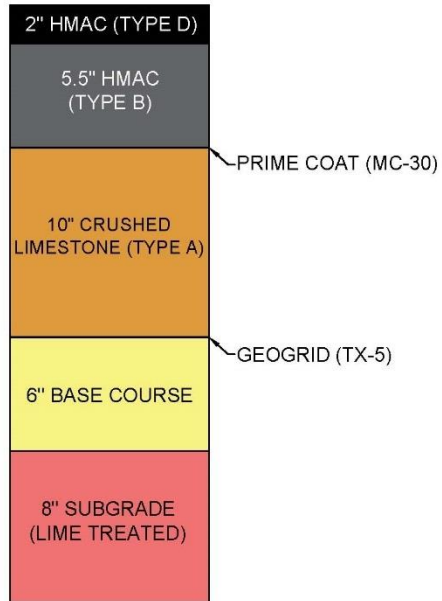 2" HMAC (TYPE D)
5.5" HMAC
(TYPE B)
PRIME COAT (MC-30)
10" CRUSHED
LIMESTONE (TYPE A)
GEOGRID (TX-5)
6" BASE COURSE
8" SUBGRADE
(LIME TREATED)